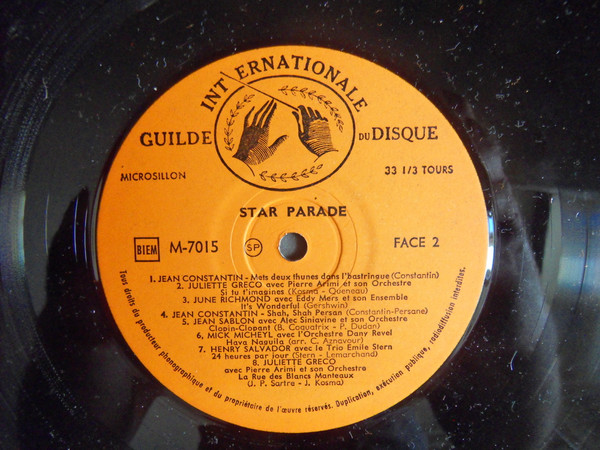 INTERNATIONALE
GUILDE DU DISQUE
MICROSILLON
33 1/3 TOURS
STAR PARADE
BIEM
M-7015
SP
FACE 2
1. JEAN CONSTANTIN - Mets deux thunes dans l'bastringue (Constantin)
2. JULIETTE GRECO avec Pierre Arimi et son Orchestre
Si tu t'imagines (Kosma - Queneau)
3. JUNE RICHMOND avec Eddy Mers et son Ensemble
It's Wonderful (Gershwin)
4. JEAN CONSTANTIN - Shah, Shah Persan (Constantin-Persane)
5. JEAN SABLON avec Alec Siniavine et son Orchestre
Clopin-Clopant (B. Coquatrix - P. Dudan)
6. MICK MICHEYL avec l'Orchestre Dany Revel
Hava Naguila (arr. C. Aznavour)
7. HENRY SALVADOR avec le Trio Emile Stern
24 heures par jour (Stern - Lemarchand)
8. JULIETTE GRECO
avec Pierre Arimi et son Orchestre
La Rue des Blancs Manteaux
(J. P. Sartre - J. Kosma)
Tous droits du producteur phonographique et du propriétaire de l'œuvre réservés. Duplication, exécution publique, radiodiffusion interdites.